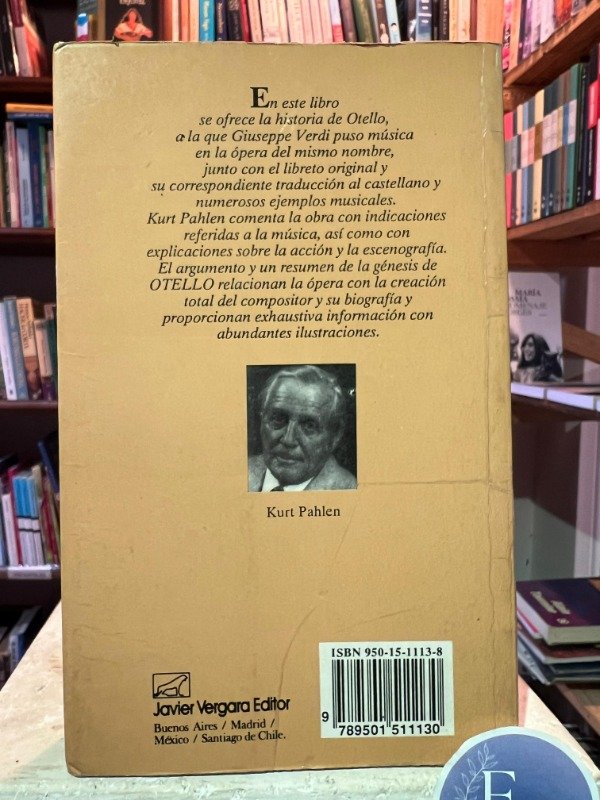 En este libro
se ofrece la historia de Otello,
a la que Giuseppe Verdi puso música
en la ópera del mismo nombre,
junto con el libreto original y
su correspondiente traducción al castellano y
numerosos ejemplos musicales.
Kurt Pahlen comenta la obra con indicaciones
referidas a la música, así como con
explicaciones sobre la acción y la escenografía.
El argumento y un resumen de la génesis de
OTELLO relacionan la ópera con la creación
total del compositor y su biografía y
proporcionan exhaustiva información con
abundantes ilustraciones.
Kurt Pahlen
ISBN 950-15-1113-8
9 789501 511130
Javier Vergara Editor
Buenos Aires / Madrid /
México / Santiago de Chile.
MARÍA
E